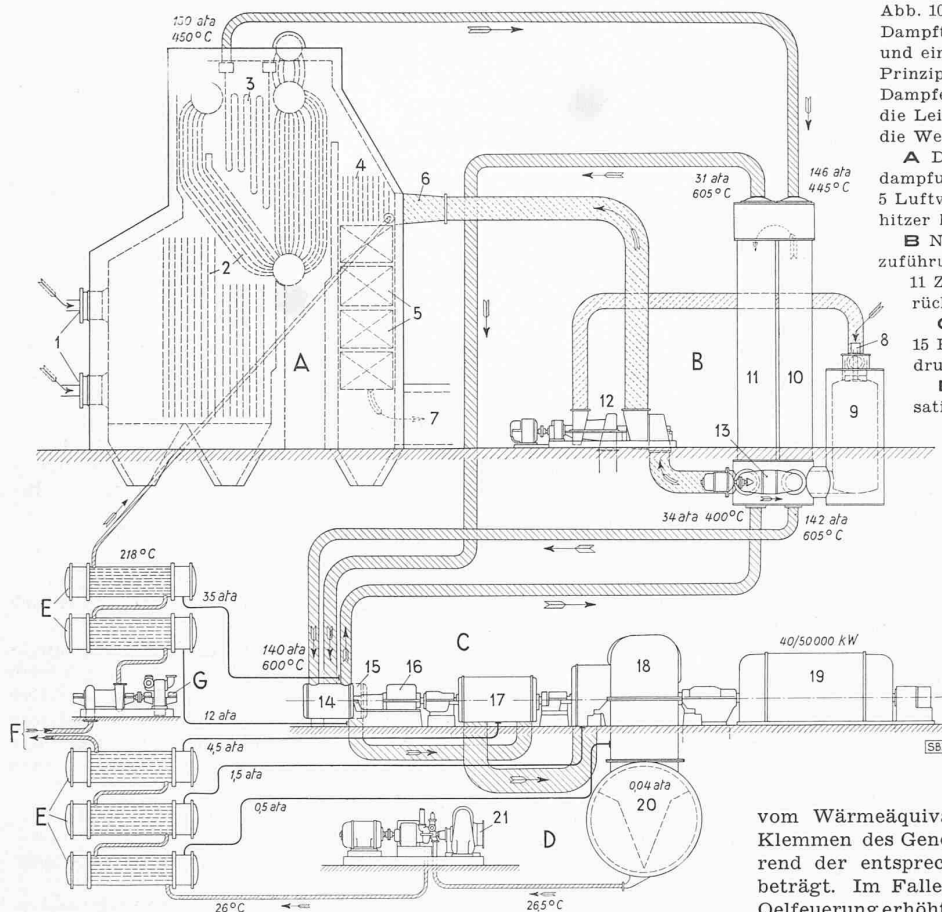 Abb. 10
Dampft
und ein
Prinzip
Dampfe
die Lei
die We
A D
dampfu
5 Luftv
hitzer
B N
zuführu
11 Z
rück
15
dru
sati
150 ata
450°C
3
4
6
31 ata
605°C
146 ata
445°C
2
1
5
A
7
B
8
9
10
11
12
13
34 ata 400°C
142 ata
605°C
218°C
E
35 ata
140 ata
600°C
C
40/50000 kW
14
15
16
17
18
19
G
12 ata
F
4,5 ata
SB
E
1,5 ata
0,5 ata
0,04 ata
20
21
D
26°C
26,5°C
vom Wärmeäquiva
Klemmen des Gene
rend der entsprec
beträgt. Im Falle
Oelfeuerung erhöht